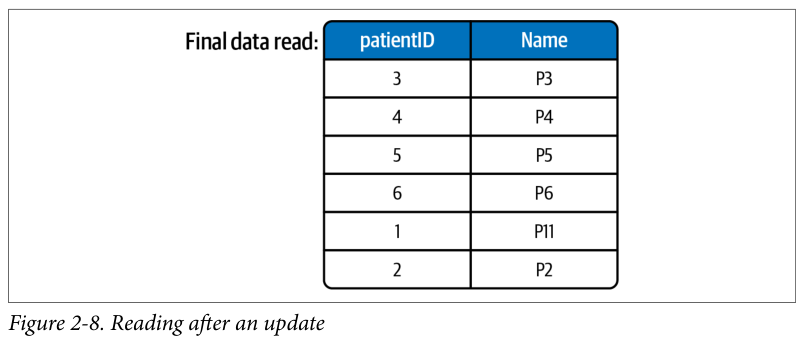 Final data read: patientID Name
3 P3
4 P4
5 P5
6 P6
1 P11
2 P2
Figure 2-8. Reading after an update